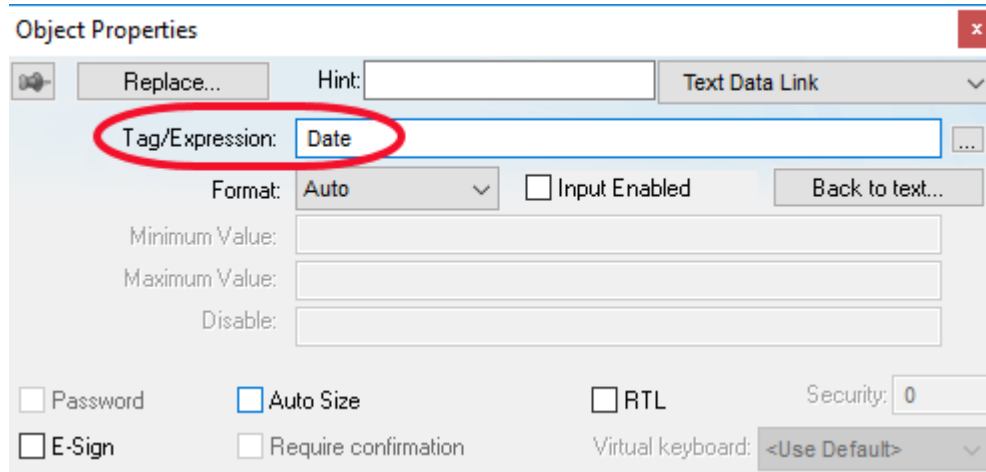 Object Properties x
Replace... Hint: Text Data Link
Tag/Expression: Date ...
Format: Auto Input Enabled Back to text...
Minimum Value:
Maximum Value:
Disable:
Password Auto Size RTL Security: 0
E-Sign Require confirmation Virtual keyboard: <Use Default>